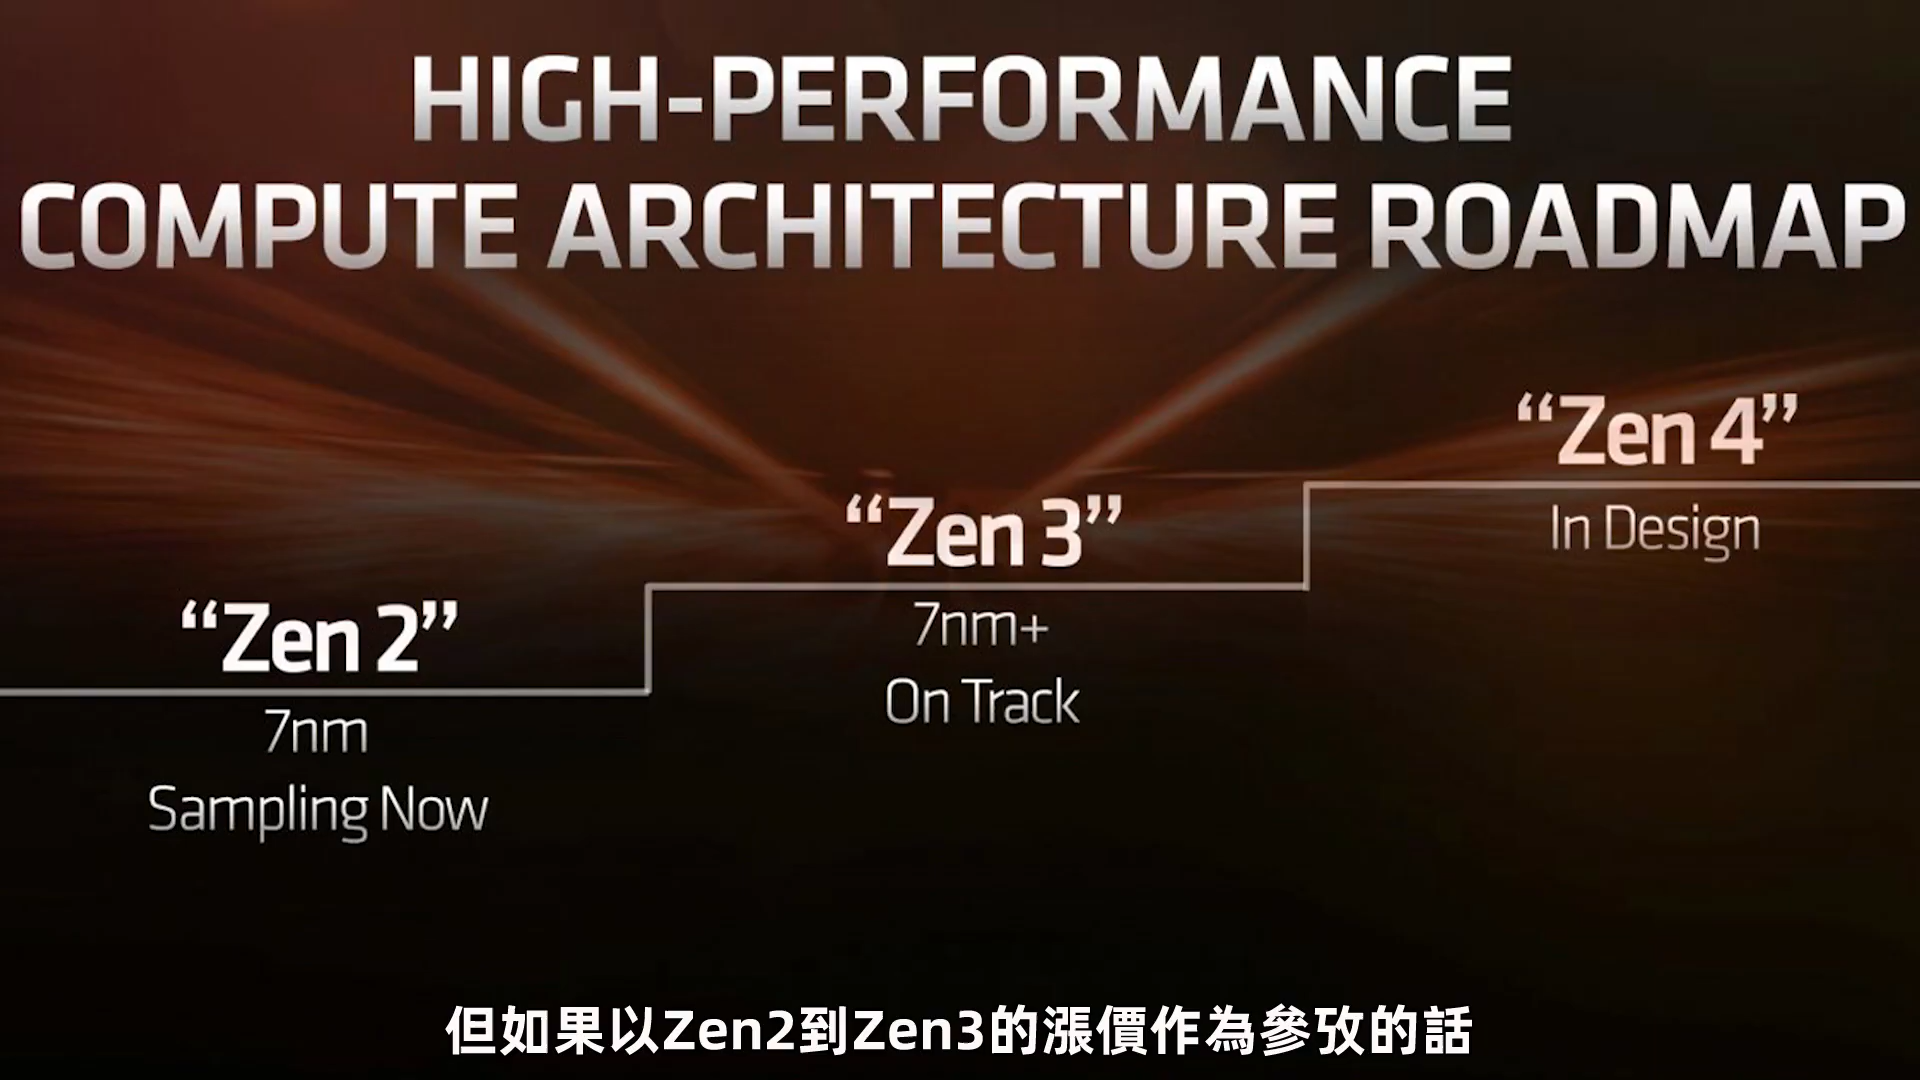 HIGH-PERFORMANCE
COMPUTE ARCHITECTURE ROADMAP
“Zen 2”
7nm
Sampling Now
“Zen 3”
7nm+
On Track
“Zen 4”
In Design
但如果以Zen2到Zen3的漲價作為參攷的話